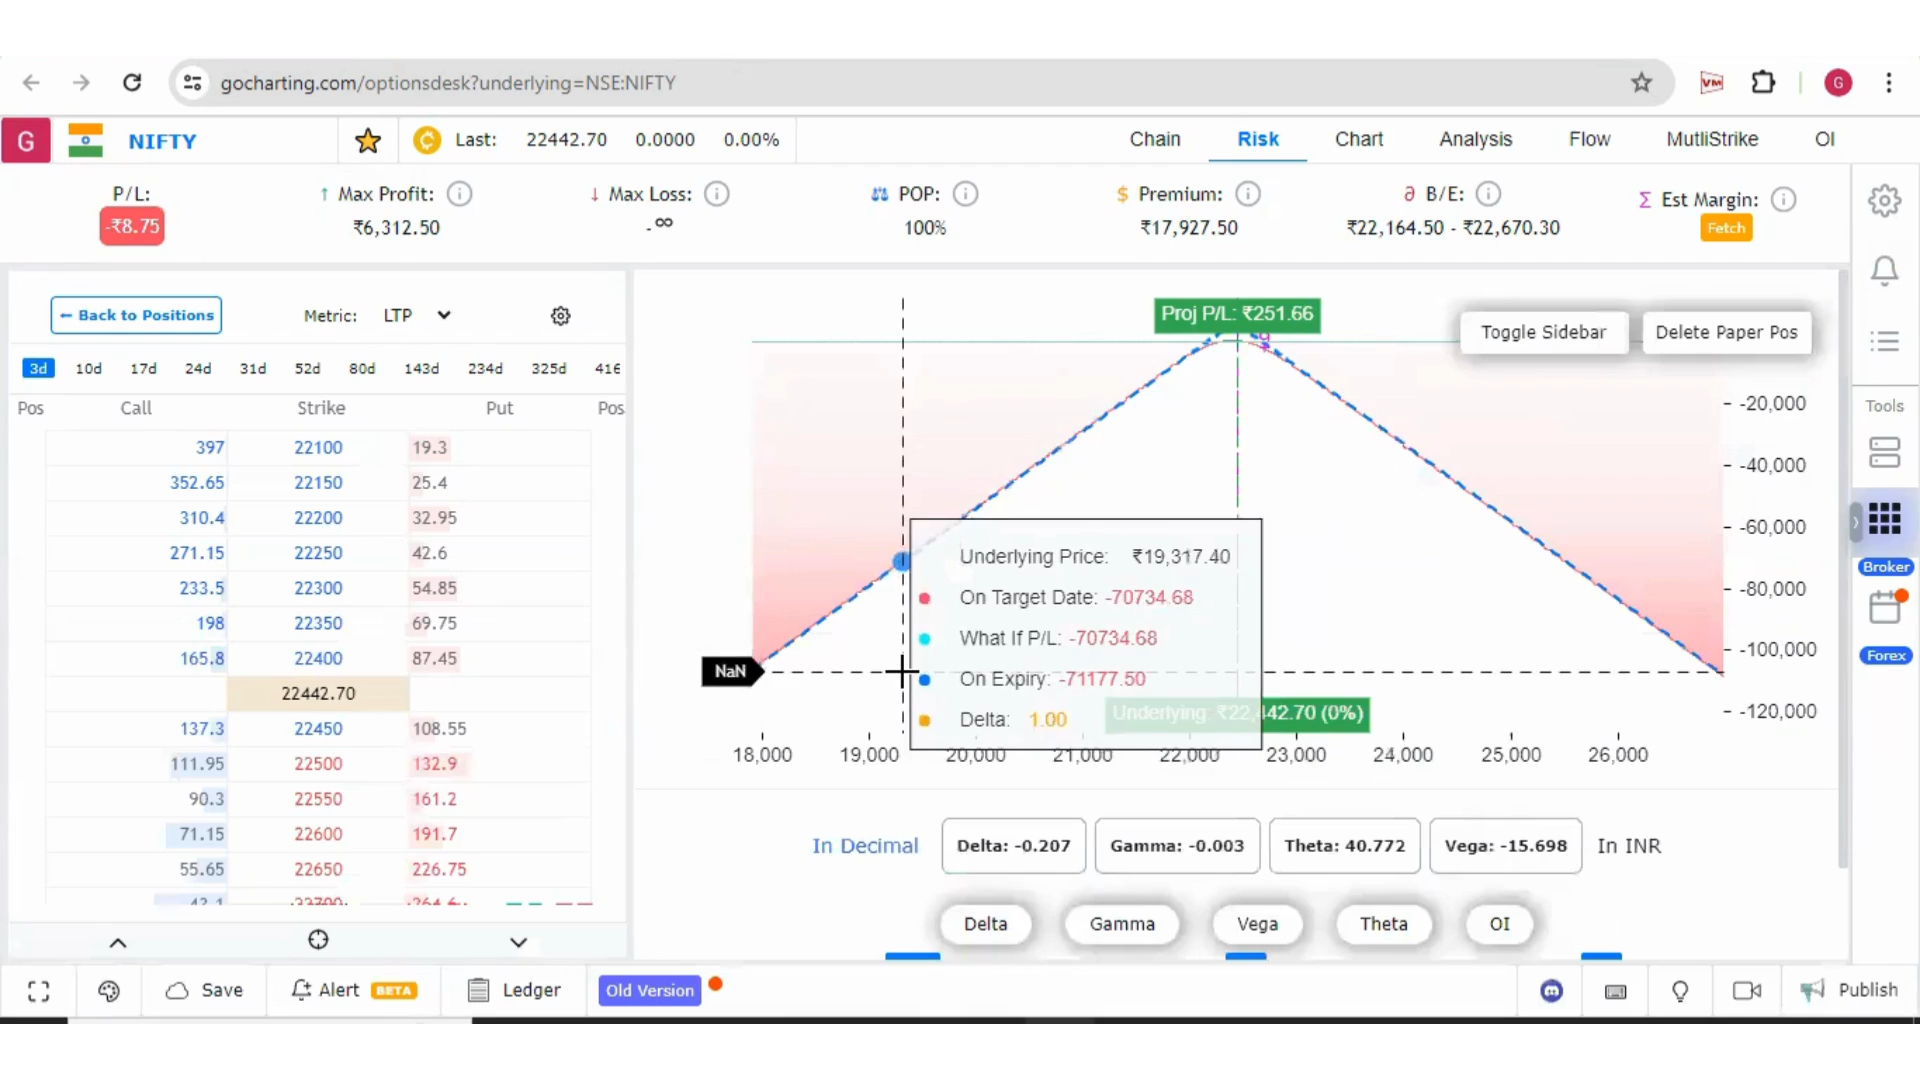 gocharting.com/optionsdesk?underlying=NSE:NIFTY
VM
G
G
NIFTY
Last: 22442.70 0.0000 0.00%
Chain Risk Chart Analysis Flow MutliStrike OI
P/L: ↑ Max Profit: ↓ Max Loss: POP: $ Premium: ∂ B/E: Σ Est Margin:
-₹8.75 ₹6,312.50 -∞ 100% ₹17,927.50 ₹22,164.50 - ₹22,670.30 Fetch
← Back to Positions Metric: LTP
3d 10d 17d 24d 31d 52d 80d 143d 234d 325d 416
Pos Call Strike Put Pos
397 22100 19.3
352.65 22150 25.4
310.4 22200 32.95
271.15 22250 42.6
233.5 22300 54.85
198 22350 69.75
165.8 22400 87.45
22442.70
137.3 22450 108.55
111.95 22500 132.9
90.3 22550 161.2
71.15 22600 191.7
55.65 22650 226.75
Proj P/L: ₹251.66
Toggle Sidebar Delete Paper Pos
-20,000
-40,000
-60,000
-80,000
-100,000
-120,000
NaN
Underlying Price: ₹19,317.40
On Target Date: -70734.68
What If P/L: -70734.68
On Expiry: -71177.50
Delta: 1.00
Underlying: ₹22,442.70 (0%)
18,000 19,000 20,000 21,000 22,000 23,000 24,000 25,000 26,000
In Decimal Delta: -0.207 Gamma: -0.003 Theta: 40.772 Vega: -15.698 In INR
Delta Gamma Vega Theta OI
Tools
Broker
Forex
Save Alert BETA Ledger Old Version Publish